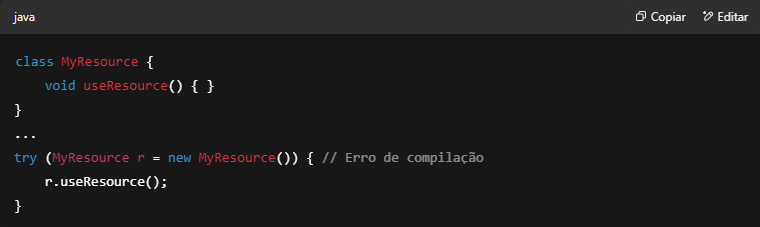 java Copiar Editar
class MyResource {
    void useResource() { }
}
...
try (MyResource r = new MyResource()) { // Erro de compilação
    r.useResource();
}